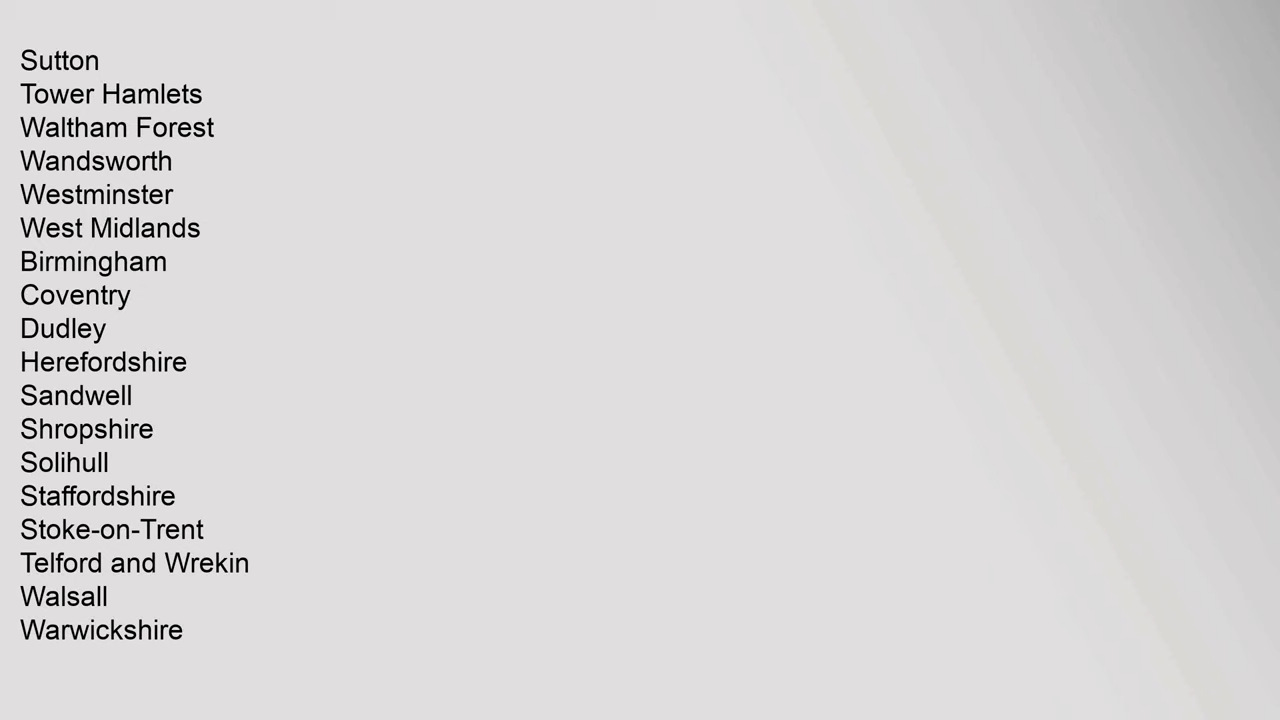 Sutton
Tower Hamlets
Waltham Forest
Wandsworth
Westminster
West Midlands
Birmingham
Coventry
Dudley
Herefordshire
Sandwell
Shropshire
Solihull
Staffordshire
Stoke-on-Trent
Telford and Wrekin
Walsall
Warwickshire